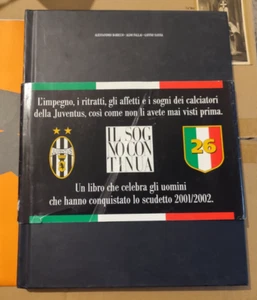 L'impegno, i ritratti, gli affetti e i sogni dei calciatori
della Juventus, così come non li avete mai visti prima.
IL SOG
NO CON
TINUA
26
Un libro che celebra gli uomini
che hanno conquistato lo scudetto 2001/2002.